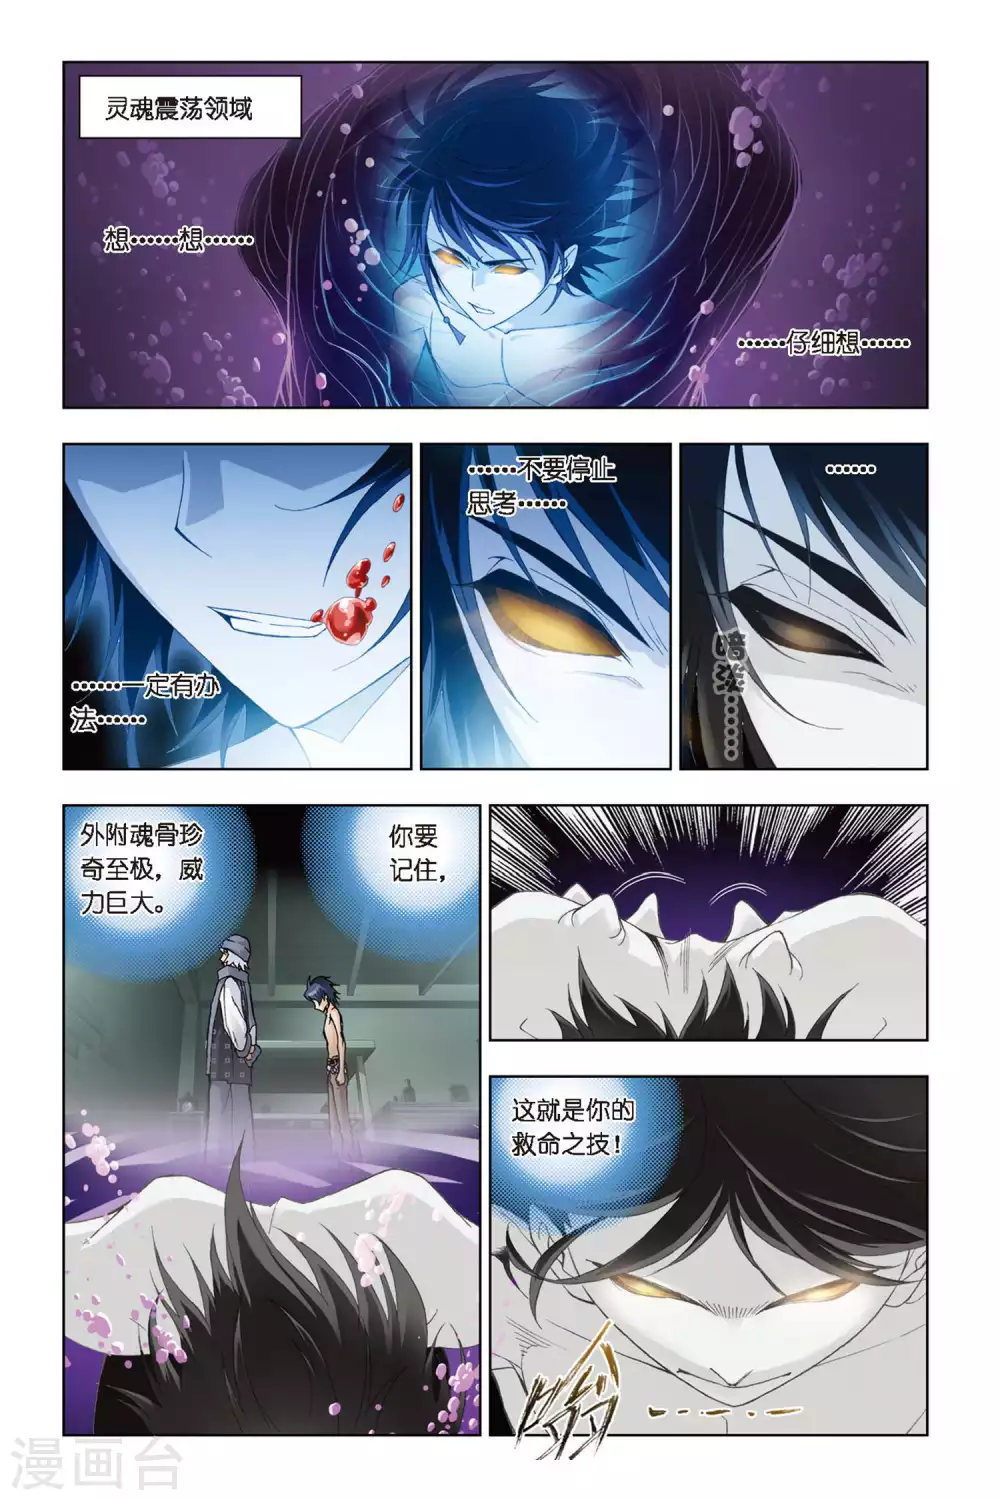 灵魂震荡领域
想……想……
……仔细想……
……一定有办
法……
……不要停止
思考……
……
暗淡……
你要
记住，
外附魂骨珍
奇至极，威
力巨大。
这就是你的
救命之技！
漫画台